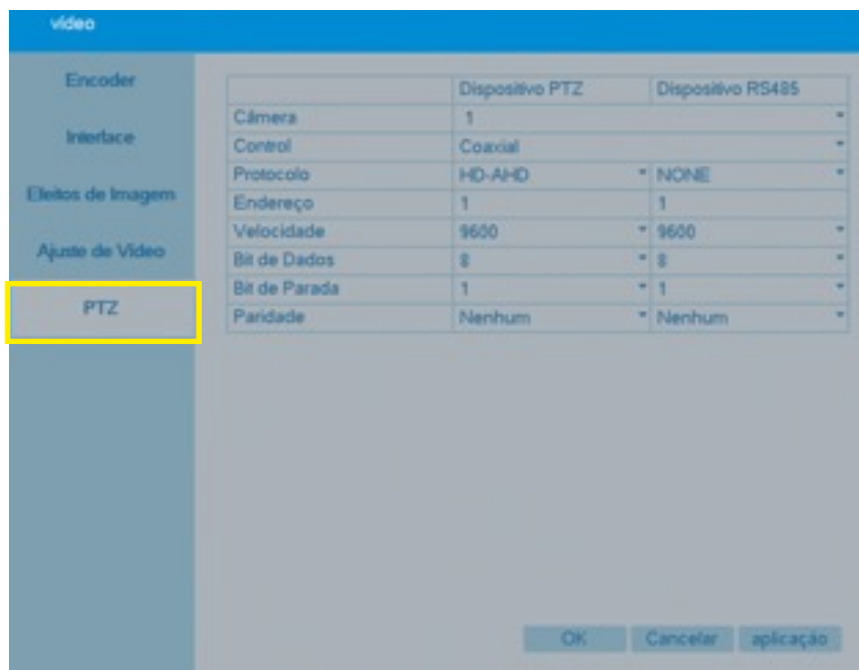 vídeo
Encoder
Interface
Efeitos de Imagem
Ajuste de Vídeo
PTZ
Dispositivo PTZ Dispositivo RS485
Câmera 1
Control Coaxial
Protocolo HD-AHD NONE
Endereço 1 1
Velocidade 9600 9600
Bit de Dados 8 8
Bit de Parada 1 1
Paridade Nenhum Nenhum
OK Cancelar aplicação